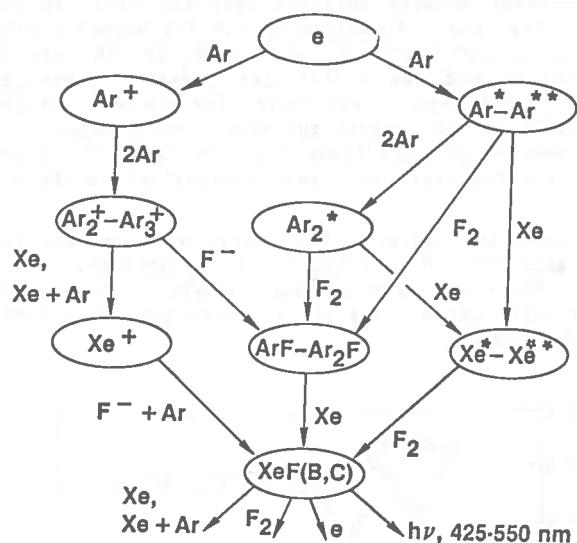 e
Ar
Ar
Ar+
Ar*–Ar**
2Ar
2Ar
Ar2+–Ar3+
Ar2*
F2
Xe
Xe,
Xe + Ar
F–
F2
Xe
Xe+
ArF–Ar2F
Xe*–Xe**
F– + Ar
Xe
F2
XeF(B,C)
Xe,
Xe + Ar
F2
e
hν, 425-550 nm